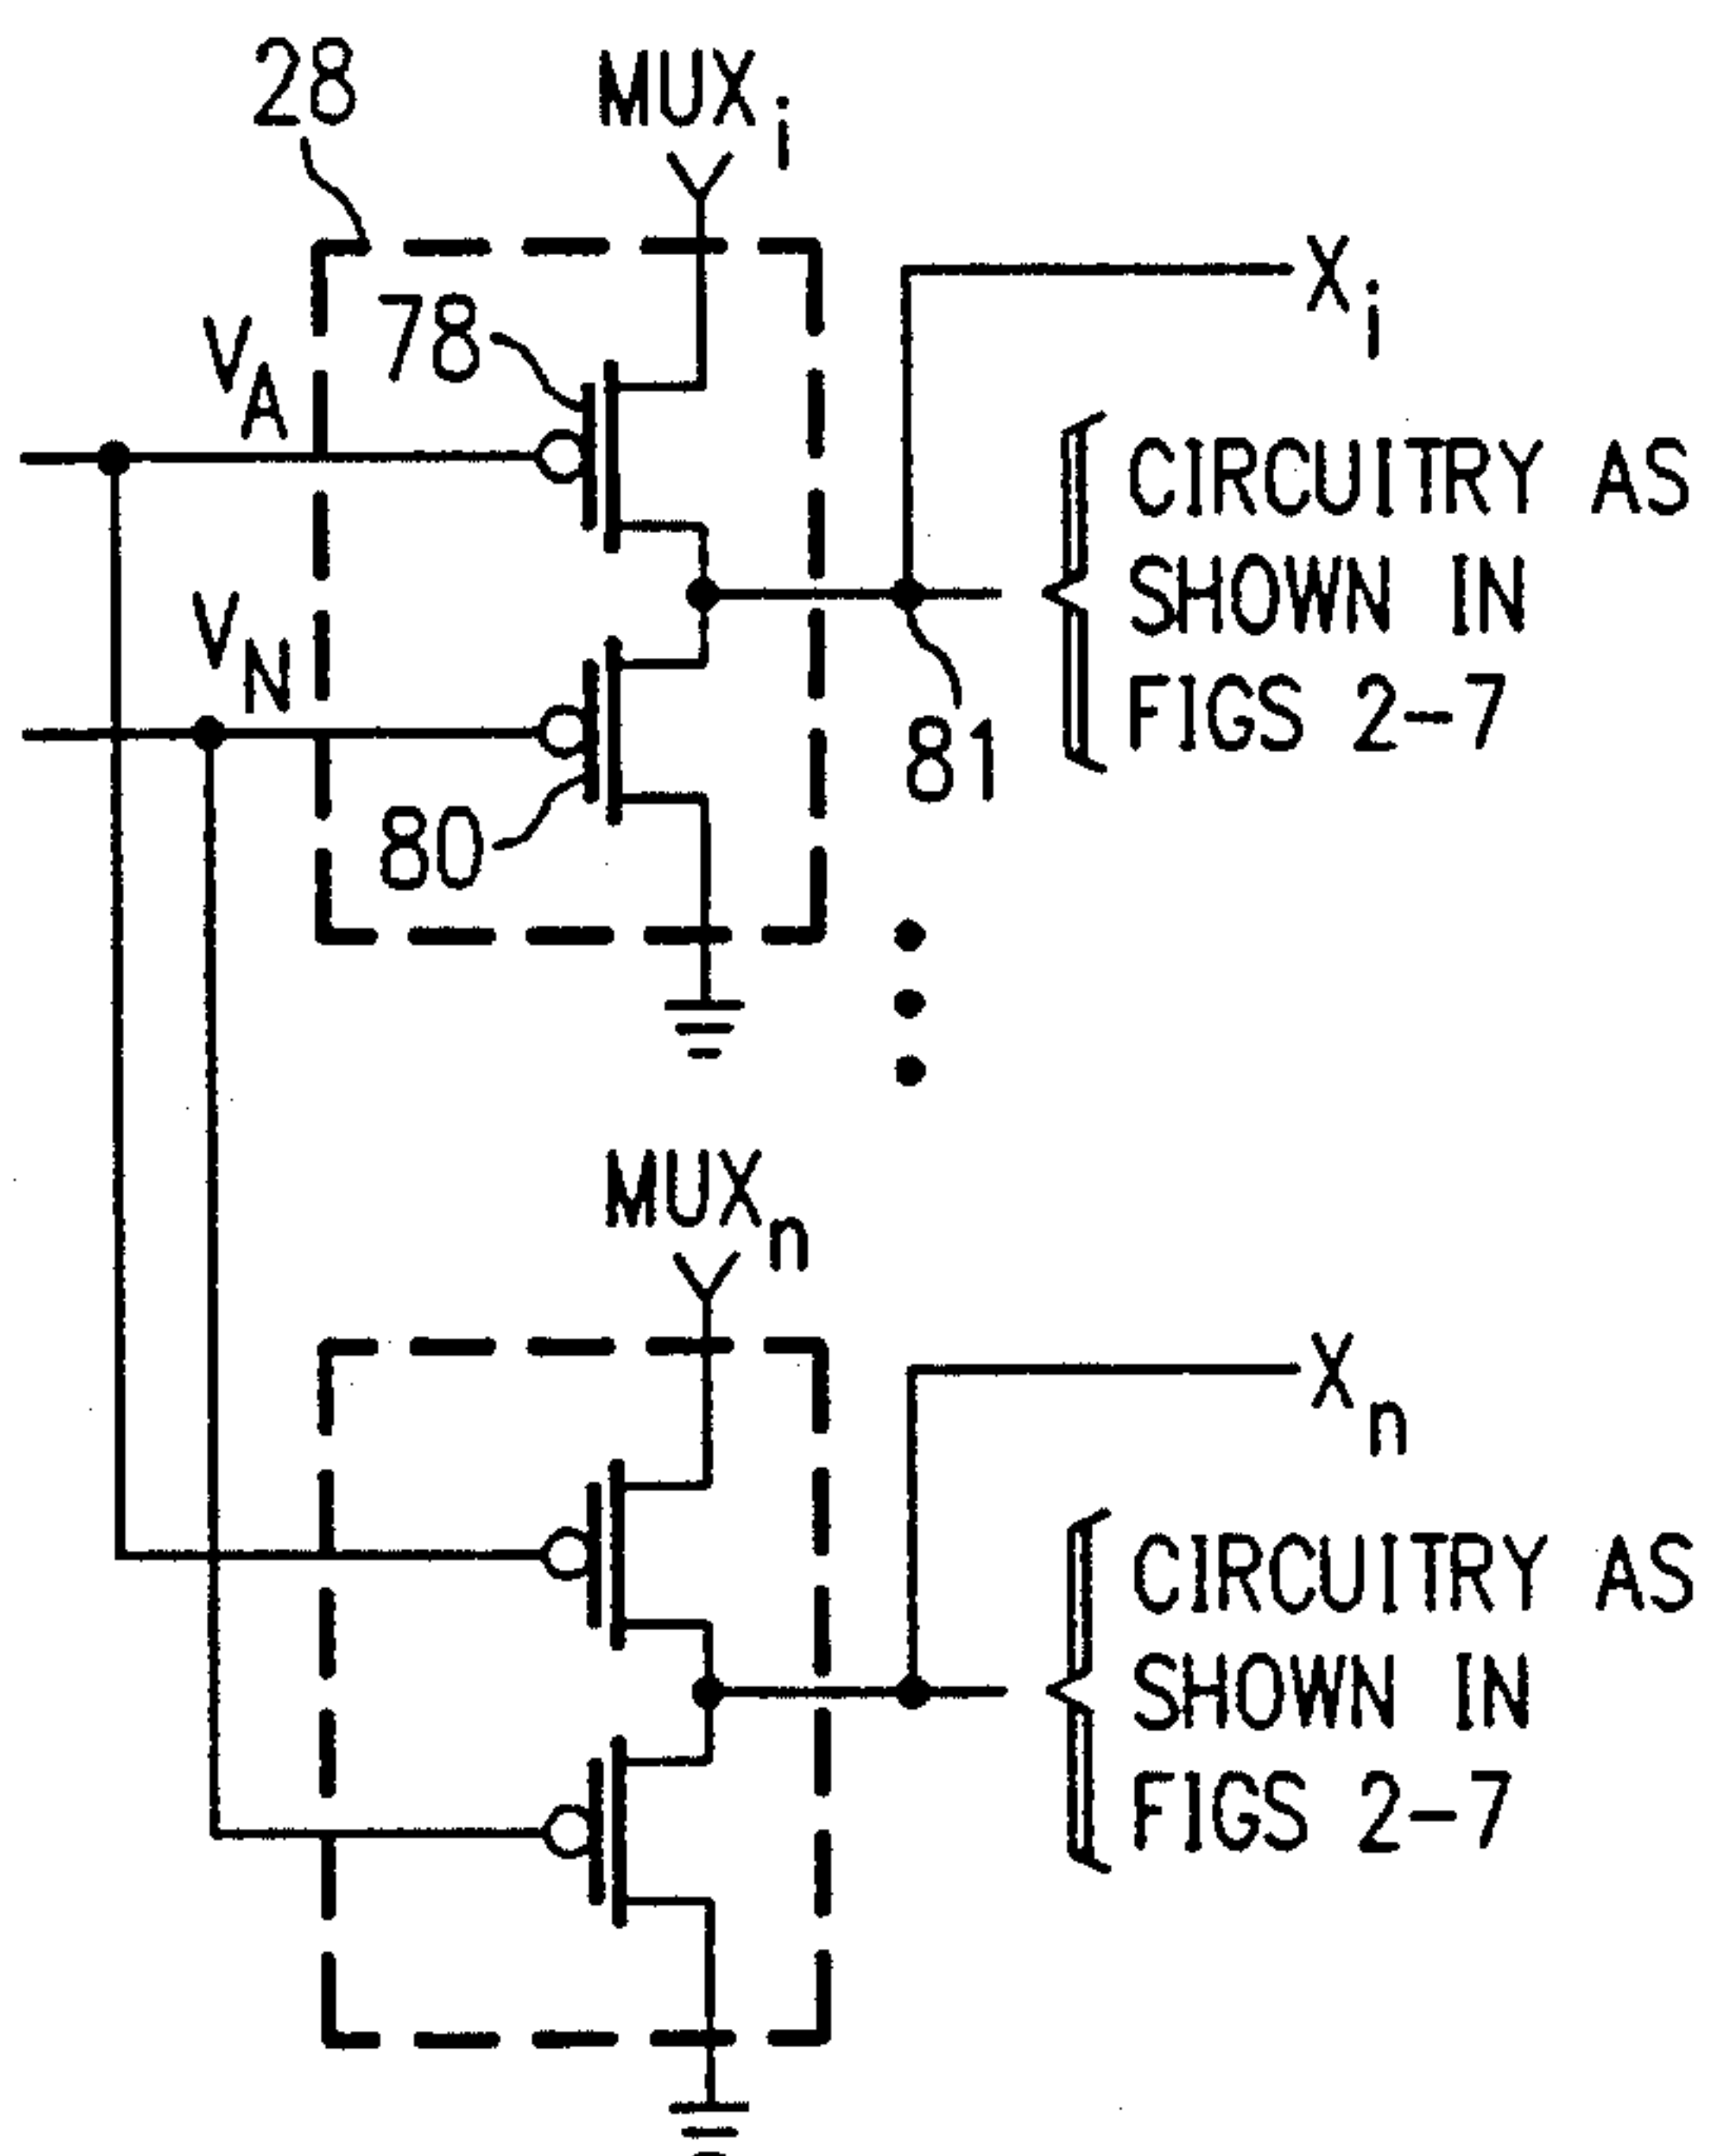 28
MUXi
Xi
VA
78
CIRCUITRY AS
SHOWN IN
FIGS 2-7
VN
81
80
MUXn
Xn
CIRCUITRY AS
SHOWN IN
FIGS 2-7